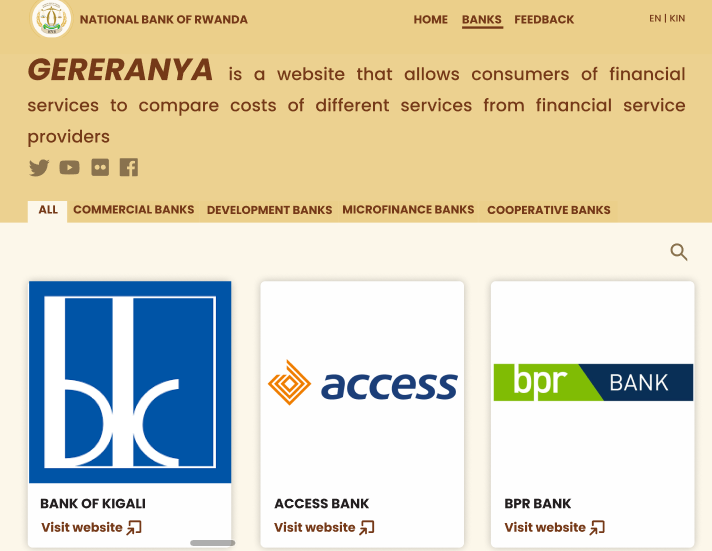 NATIONAL BANK OF RWANDA
HOME BANKS FEEDBACK
EN | KIN
GERERANYA is a website that allows consumers of financial
services to compare costs of different services from financial service
providers
ALL COMMERCIAL BANKS DEVELOPMENT BANKS MICROFINANCE BANKS COOPERATIVE BANKS
bk
access
bpr BANK
BANK OF KIGALI
Visit website
ACCESS BANK
Visit website
BPR BANK
Visit website